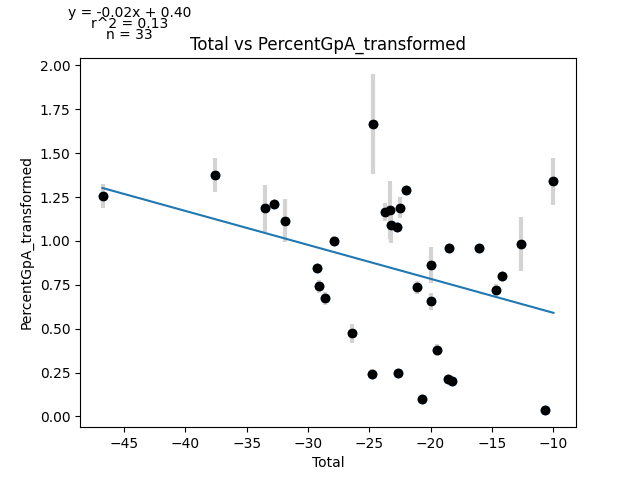 y = -0.02x + 0.40
r^2 = 0.13
n = 33
Total vs PercentGpA_transformed
2.00
1.75
1.50
1.25
1.00
0.75
0.50
0.25
0.00
PercentGpA_transformed
−45
−40
−35
−30
−25
−20
−15
−10
Total